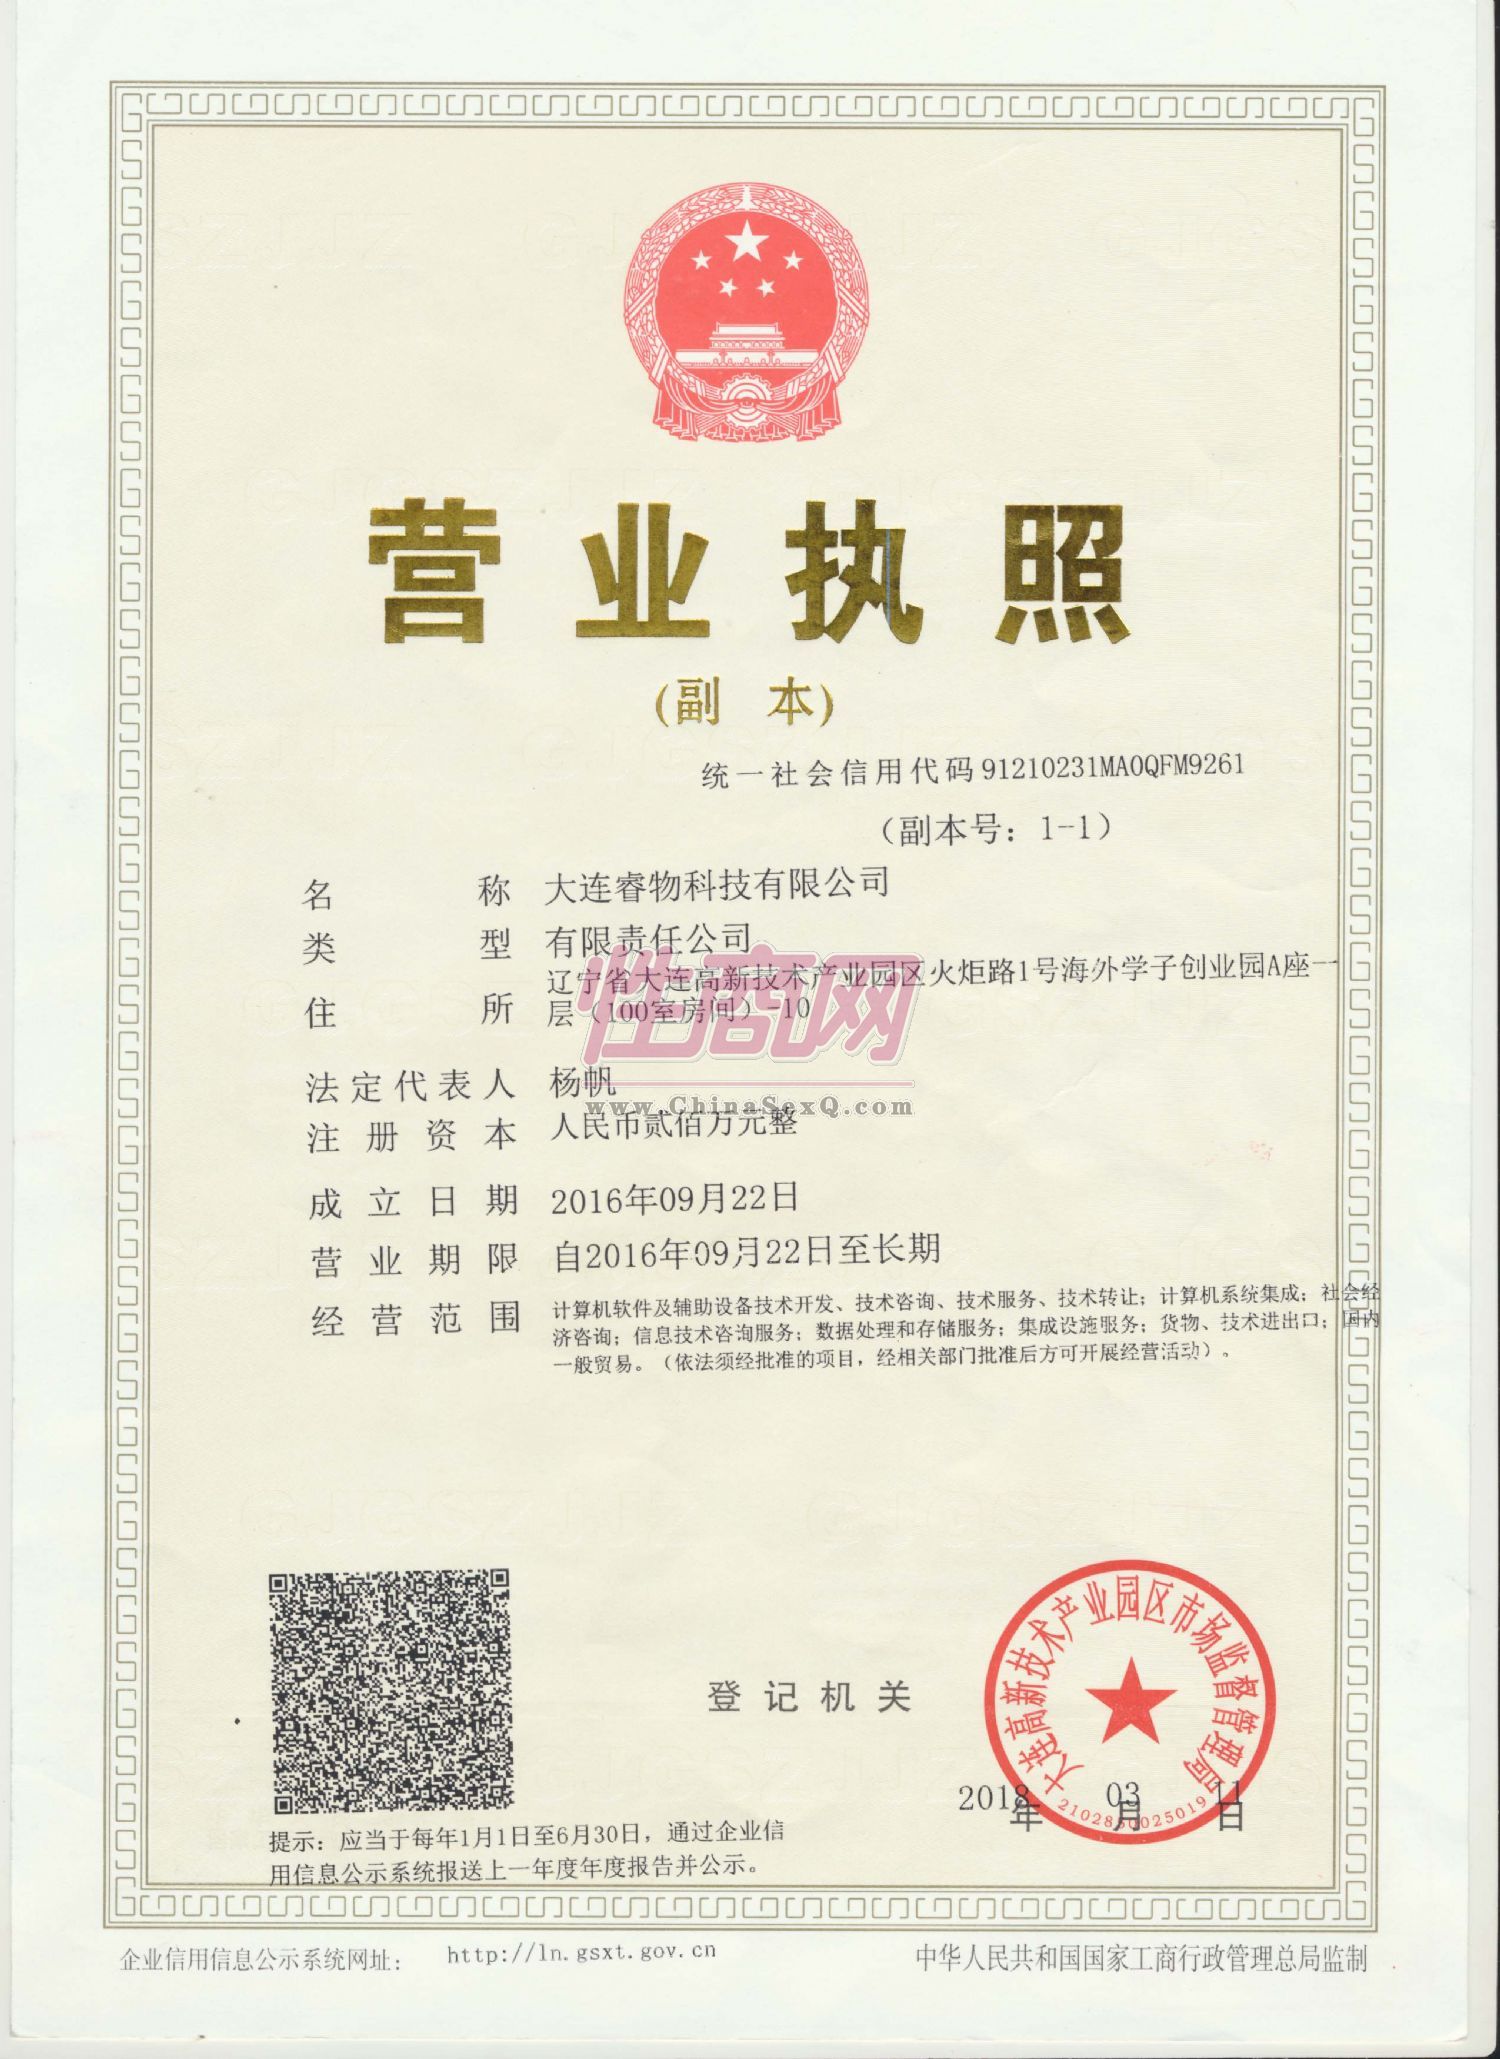 营业执照
(副 本)
统一社会信用代码 91210231MA0QFM9261
（副本号：1-1）
名 称 大连睿物科技有限公司
类 型 有限责任公司
住 所 辽宁省大连高新技术产业园区火炬路1号海外学子创业园A座一
层（100室房间）-10
性商网
www.ChinaSexQ.com
法定代表人 杨帆
注册资本 人民币贰佰万元整
成立日期 2016年09月22日
营业期限 自2016年09月22日至长期
经营范围 计算机软件及辅助设备技术开发、技术咨询、技术服务、技术转让；计算机系统集成；社会经
济咨询；信息技术咨询服务；数据处理和存储服务；集成设施服务；货物、技术进出口；国内
一般贸易。（依法须经批准的项目，经相关部门批准后方可开展经营活动）。
登记机关
大连高新技术产业园区市场监督管理局
2018年 03月 11日
提示：应当于每年1月1日至6月30日，通过企业信
用信息公示系统报送上一年度年度报告并公示。
企业信用信息公示系统网址： http://ln.gsxt.gov.cn
中华人民共和国国家工商行政管理总局监制